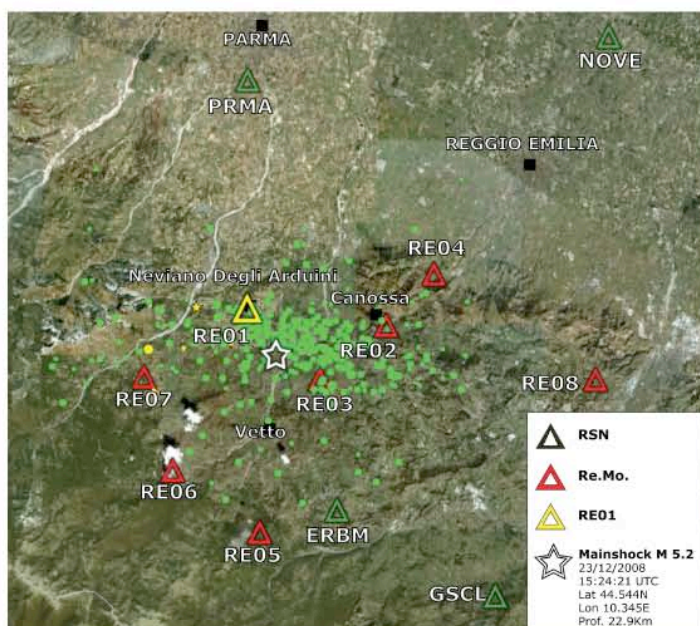 PARMA
NOVE
PRMA
REGGIO EMILIA
RE04
Neviano Degli Arduini
Canossa
RE01
RE02
RE07
RE03
RE08
Vetto
RE06
RE05
ERBM
GSCL
RSN
Re.Mo.
RE01
Mainshock M 5.2
23/12/2008
15:24:21 UTC
Lat 44.544N
Lon 10.345E
Prof. 22.9Km